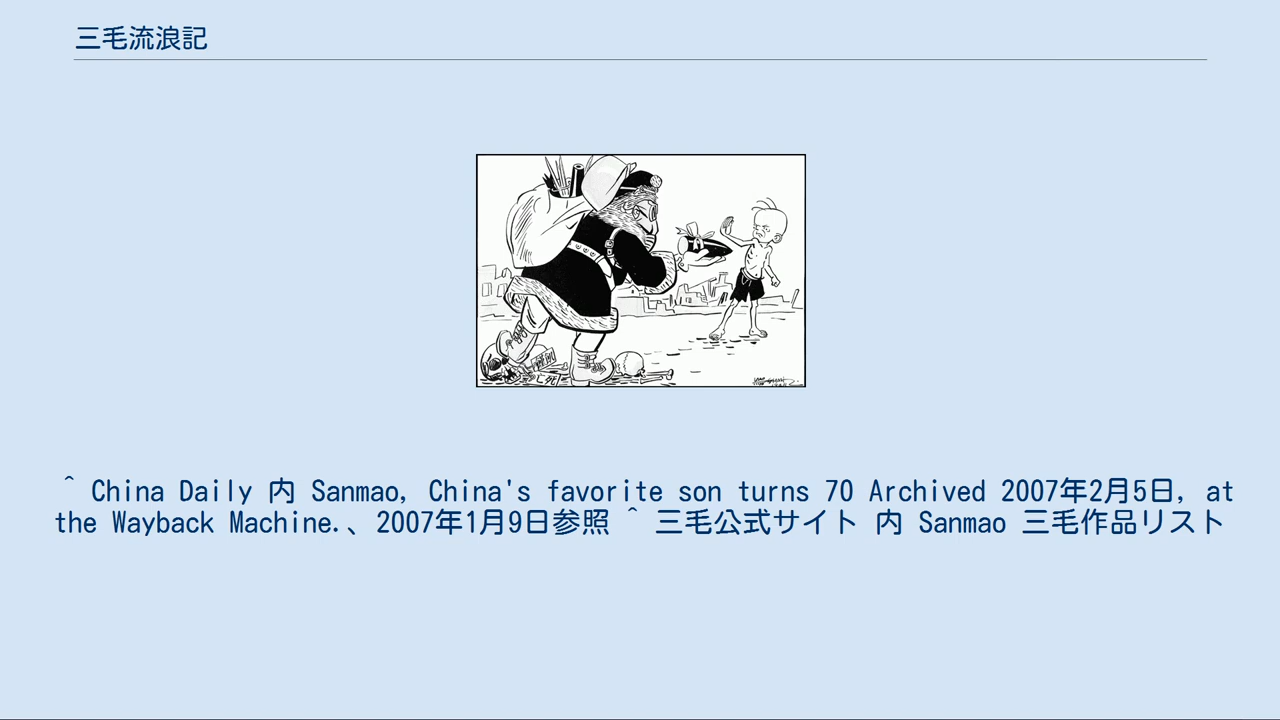 三毛流浪記
^ China Daily 内 Sanmao, China's favorite son turns 70 Archived 2007年2月5日, at
the Wayback Machine.、2007年1月9日参照 ^ 三毛公式サイト 内 Sanmao 三毛作品リスト